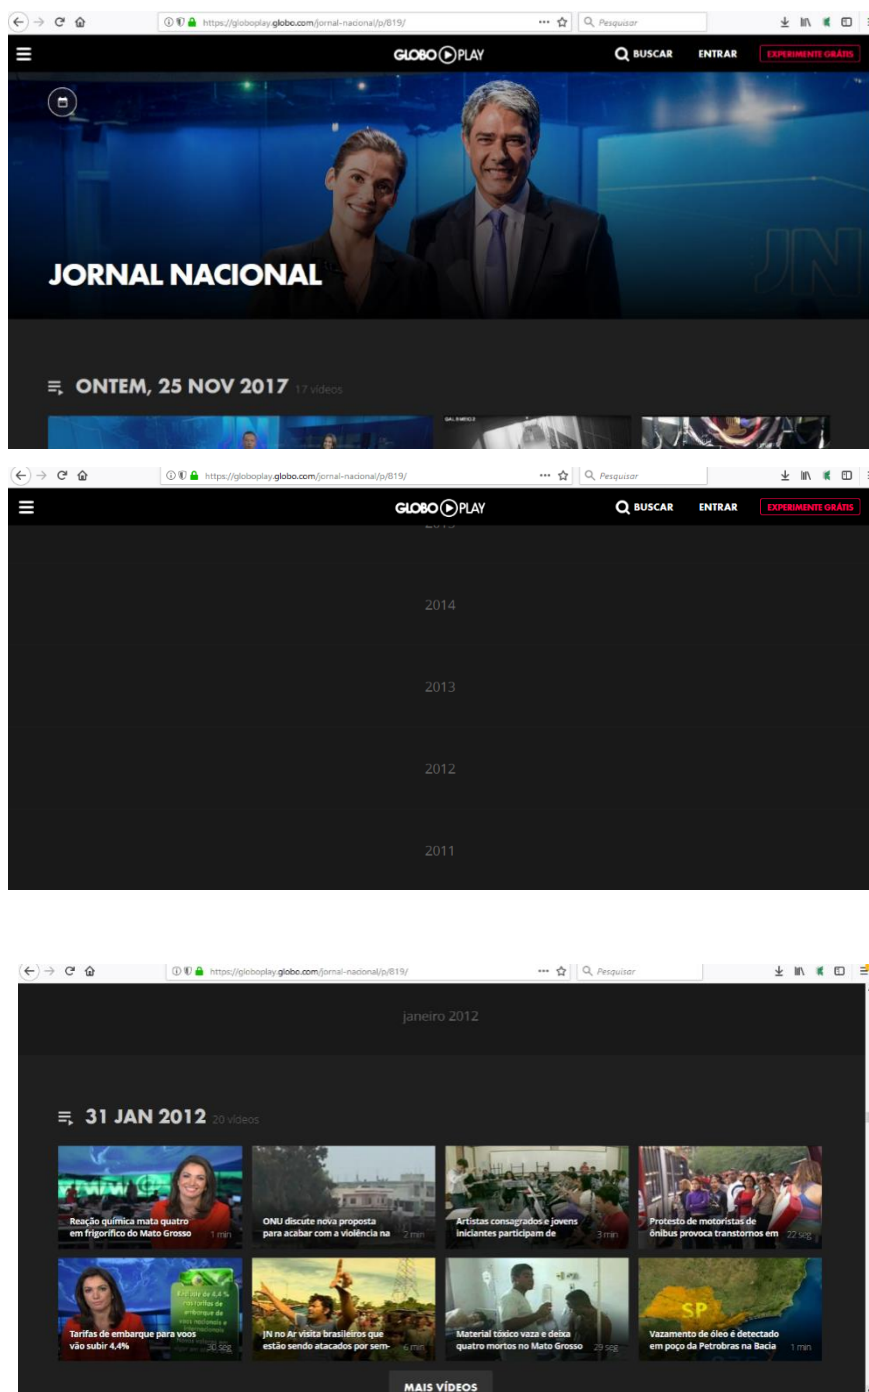 https://globoplay.globo.com/jornal-nacional/p/819/
Pesquisar
GLOBO PLAY
BUSCAR
ENTRAR
EXPERIMENTE GRÁTIS
JN
JORNAL NACIONAL
ONTEM, 25 NOV 2017 17 vídeos
https://globoplay.globo.com/jornal-nacional/p/819/
Pesquisar
GLOBO PLAY
BUSCAR
ENTRAR
EXPERIMENTE GRÁTIS
2014
2013
2012
2011
https://globoplay.globo.com/jornal-nacional/p/819/
Pesquisar
janeiro 2012
31 JAN 2012 20 vídeos
Reação química mata quatro
em frigorífico do Mato Grosso 1 min
ONU discute nova proposta
para acabar com a violência na 2 min
Artistas consagrados e jovens
iniciantes participam de 3 min
Protesto de motoristas de
ônibus provoca transtornos em 22 seg
Tarifas de embarque para voos
vão subir 4,4% 30 seg
JN no Ar visita brasileiros que
estão sendo atacados por sem- 6 min
Material tóxico vaza e deixa
quatro mortos no Mato Grosso 29 seg
SP
Vazamento de óleo é detectado
em poço da Petrobras na Bacia 1 min
MAIS VÍDEOS